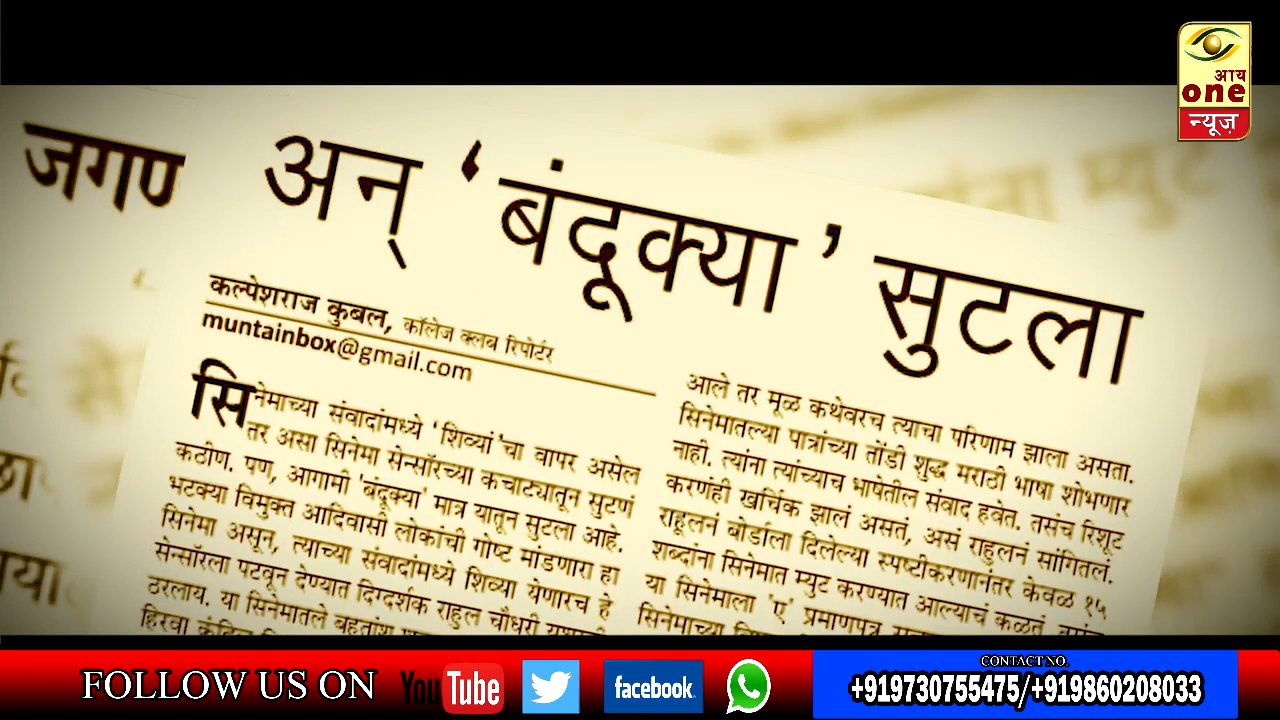 आय
one
न्यूज़
जगण
अन् ‘बंदूक्या’ सुटला
कल्पेशराज कुबल, कॉलेज क्लब रिपोर्टर
muntainbox@gmail.com
सिनेमाच्या संवादांमध्ये ‘शिव्यां’चा वापर असेल
तर असा सिनेमा सेन्सॉरच्या कचाट्यातून सुटणं
कठीण. पण, आगामी 'बंदूक्या' मात्र यातून सुटला आहे.
भटक्या विमुक्त आदिवासी लोकांची गोष्ट मांडणारा हा
सिनेमा असून, त्याच्या संवादांमध्ये शिव्या येणारच हे
सेन्सॉरला पटवून देण्यात दिग्दर्शक राहुल चौधरी
ठरलाय. या सिनेमातले बहुतांश
हिरवा कंदिल
आले तर मूळ कथेवरच त्याचा परिणाम झाला असता.
सिनेमातल्या पात्रांच्या तोंडी शुद्ध मराठी भाषा शोभणार
नाही. त्यांना त्यांच्याच भाषेतील संवाद हवेत. तसंच रिशूट
करणंही खर्चिक झालं असतं, असं राहूलनं सांगितलं.
राहूलनं बोर्डाला दिलेल्या स्पष्टीकरणानंतर केवळ १५
शब्दांना सिनेमात म्युट करण्यात आल्याचं कळतं.
या सिनेमाला 'ए' प्रमाणपत्र
सिनेमाच्या
FOLLOW US ON YouTube facebook
CONTACT NO.
+919730755475/+919860208033